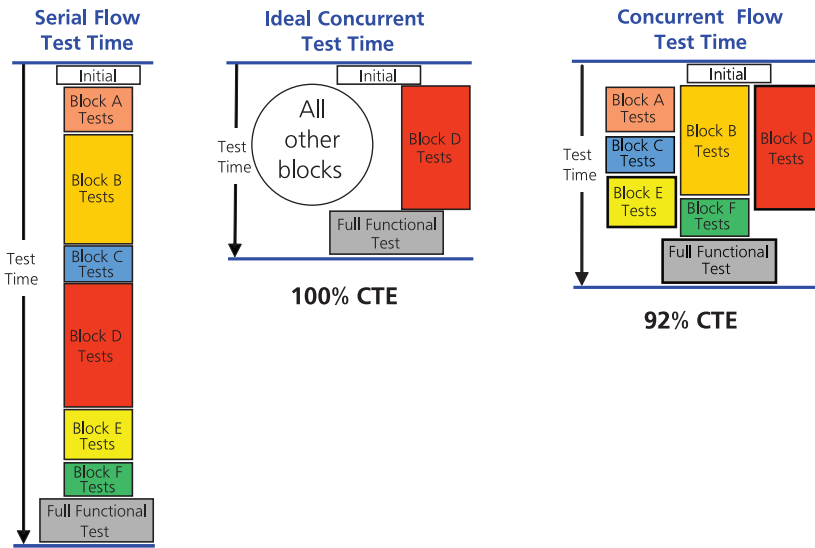 Serial Flow
Test Time
Initial
Block A
Tests
Block B
Tests
Block C
Tests
Block D
Tests
Block E
Tests
Block F
Tests
Full Functional
Test
Test
Time
Ideal Concurrent
Test Time
Initial
All
other
blocks
Block D
Tests
Test
Time
Full Functional
Test
100% CTE
Concurrent Flow
Test Time
Initial
Block A
Tests
Block B
Tests
Block D
Tests
Block C
Tests
Test
Time
Block E
Tests
Block F
Tests
Full Functional
Test
92% CTE